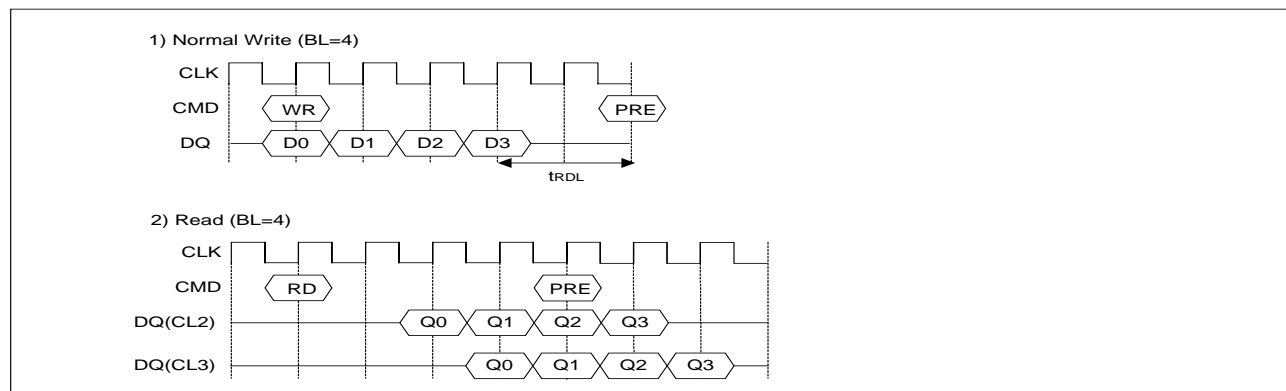 1) Normal Write (BL=4)
CLK
CMD WR PRE
DQ D0 D1 D2 D3
tRDL
2) Read (BL=4)
CLK
CMD RD PRE
DQ(CL2) Q0 Q1 Q2 Q3
DQ(CL3) Q0 Q1 Q2 Q3